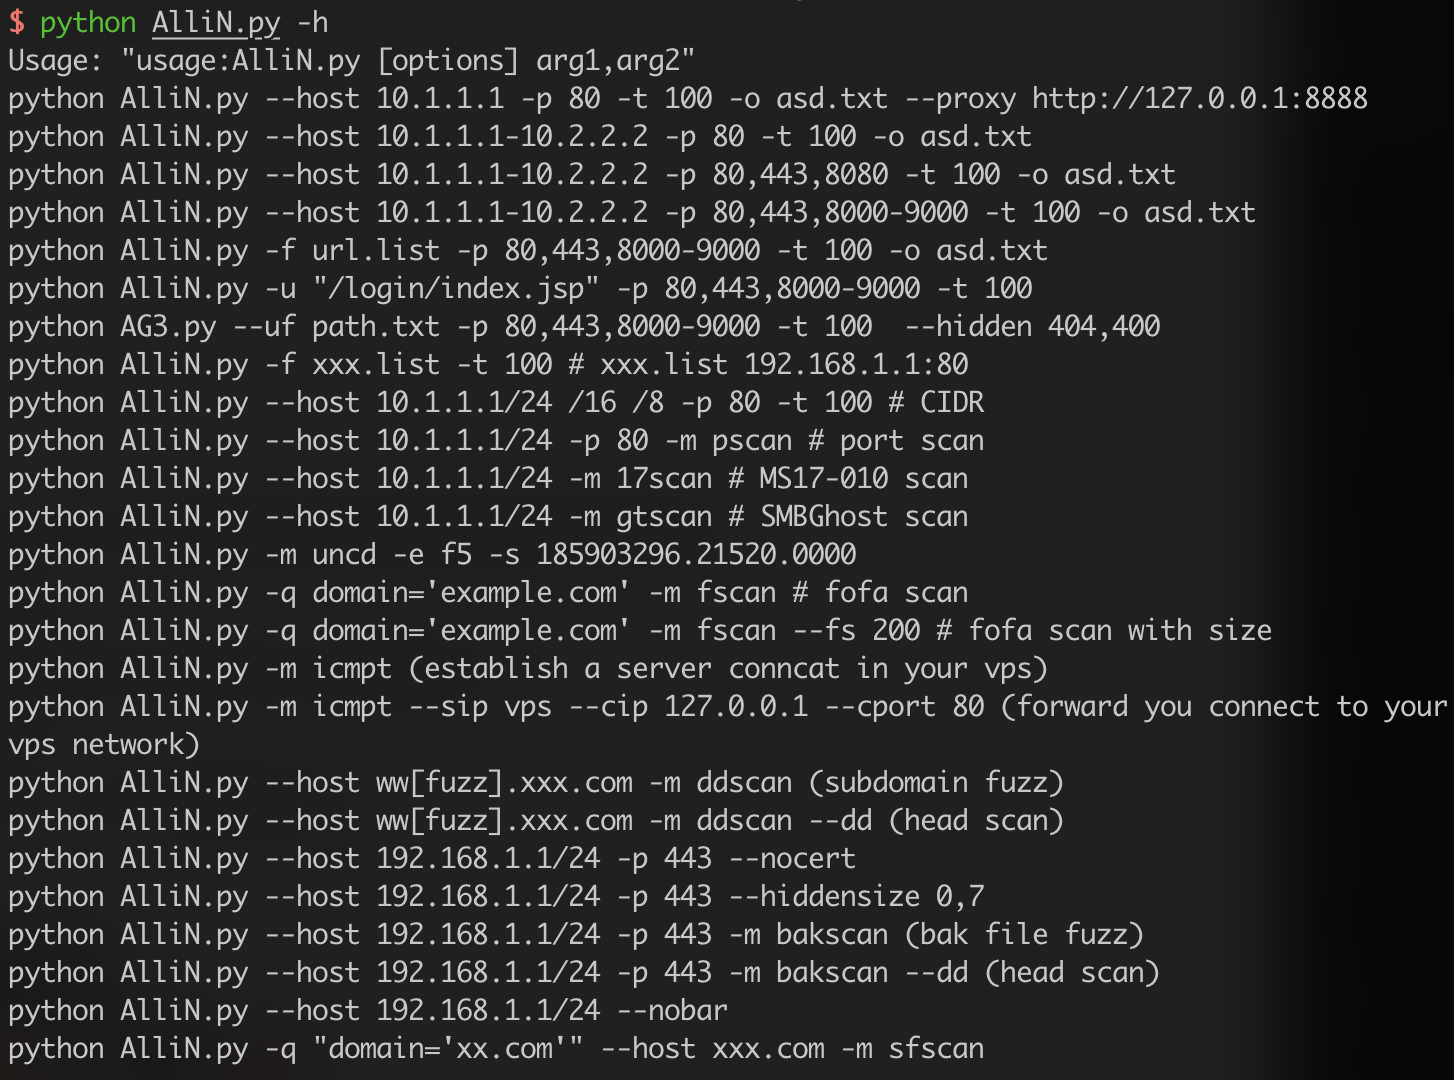 $ python AlliN.py -h
Usage: "usage:AlliN.py [options] arg1,arg2"
python AlliN.py --host 10.1.1.1 -p 80 -t 100 -o asd.txt --proxy http://127.0.0.1:8888
python AlliN.py --host 10.1.1.1-10.2.2.2 -p 80 -t 100 -o asd.txt
python AlliN.py --host 10.1.1.1-10.2.2.2 -p 80,443,8080 -t 100 -o asd.txt
python AlliN.py --host 10.1.1.1-10.2.2.2 -p 80,443,8000-9000 -t 100 -o asd.txt
python AlliN.py -f url.list -p 80,443,8000-9000 -t 100 -o asd.txt
python AlliN.py -u "/login/index.jsp" -p 80,443,8000-9000 -t 100
python AG3.py --uf path.txt -p 80,443,8000-9000 -t 100  --hidden 404,400
python AlliN.py -f xxx.list -t 100 # xxx.list 192.168.1.1:80
python AlliN.py --host 10.1.1.1/24 /16 /8 -p 80 -t 100 # CIDR
python AlliN.py --host 10.1.1.1/24 -p 80 -m pscan # port scan
python AlliN.py --host 10.1.1.1/24 -m 17scan # MS17-010 scan
python AlliN.py --host 10.1.1.1/24 -m gtscan # SMBGhost scan
python AlliN.py -m uncd -e f5 -s 185903296.21520.0000
python AlliN.py -q domain='example.com' -m fscan # fofa scan
python AlliN.py -q domain='example.com' -m fscan --fs 200 # fofa scan with size
python AlliN.py -m icmpt (establish a server conncat in your vps)
python AlliN.py -m icmpt --sip vps --cip 127.0.0.1 --cport 80 (forward you connect to your
vps network)
python AlliN.py --host ww[fuzz].xxx.com -m ddscan (subdomain fuzz)
python AlliN.py --host ww[fuzz].xxx.com -m ddscan --dd (head scan)
python AlliN.py --host 192.168.1.1/24 -p 443 --nocert
python AlliN.py --host 192.168.1.1/24 -p 443 --hiddensize 0,7
python AlliN.py --host 192.168.1.1/24 -p 443 -m bakscan (bak file fuzz)
python AlliN.py --host 192.168.1.1/24 -p 443 -m bakscan --dd (head scan)
python AlliN.py --host 192.168.1.1/24 --nobar
python AlliN.py -q "domain='xx.com'" --host xxx.com -m sfscan